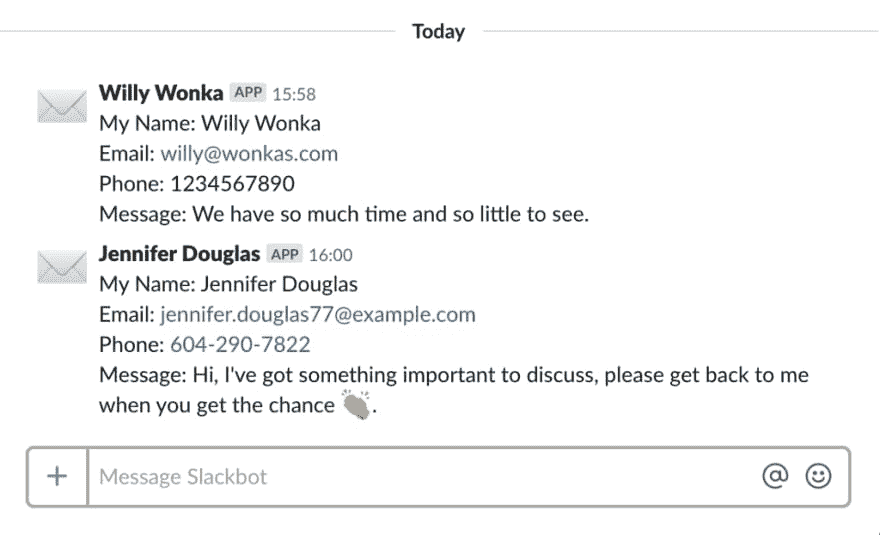 Today
Willy Wonka APP 15:58
My Name: Willy Wonka
Email: willy@wonkas.com
Phone: 1234567890
Message: We have so much time and so little to see.
Jennifer Douglas APP 16:00
My Name: Jennifer Douglas
Email: jennifer.douglas77@example.com
Phone: 604-290-7822
Message: Hi, I've got something important to discuss, please get back to me
when you get the chance 👏.
Message Slackbot